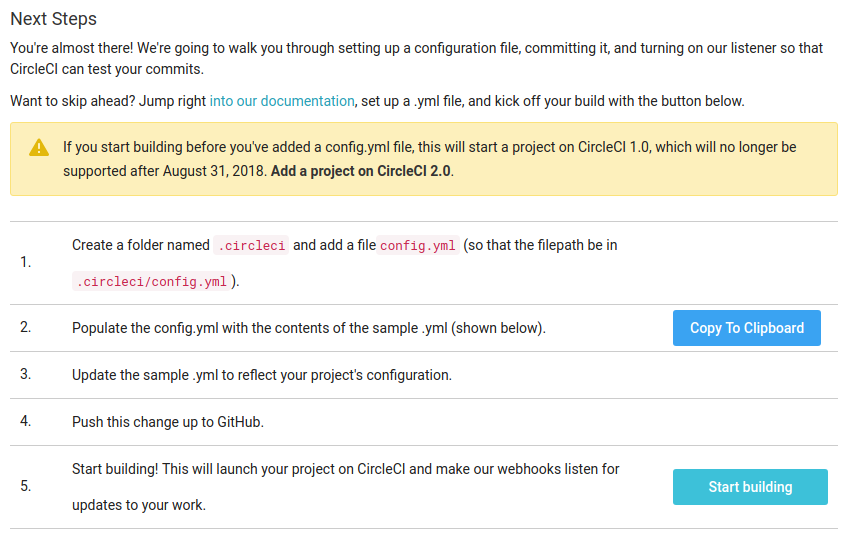 Next Steps
You're almost there! We're going to walk you through setting up a configuration file, committing it, and turning on our listener so that
CircleCI can test your commits.
Want to skip ahead? Jump right into our documentation, set up a .yml file, and kick off your build with the button below.
If you start building before you've added a config.yml file, this will start a project on CircleCI 1.0, which will no longer be
supported after August 31, 2018. Add a project on CircleCI 2.0.
1. Create a folder named .circleci and add a file config.yml (so that the filepath be in
.circleci/config.yml ).
2. Populate the config.yml with the contents of the sample .yml (shown below). Copy To Clipboard
3. Update the sample .yml to reflect your project's configuration.
4. Push this change up to GitHub.
5. Start building! This will launch your project on CircleCI and make our webhooks listen for
updates to your work. Start building